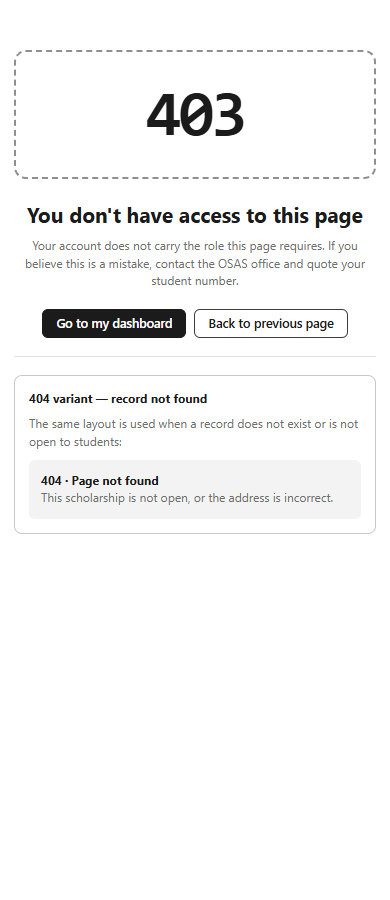 403
You don't have access to this page
Your account does not carry the role this page requires. If you
believe this is a mistake, contact the OSAS office and quote your
student number.
Go to my dashboard
Back to previous page
404 variant — record not found
The same layout is used when a record does not exist or is not
open to students:
404 · Page not found
This scholarship is not open, or the address is incorrect.